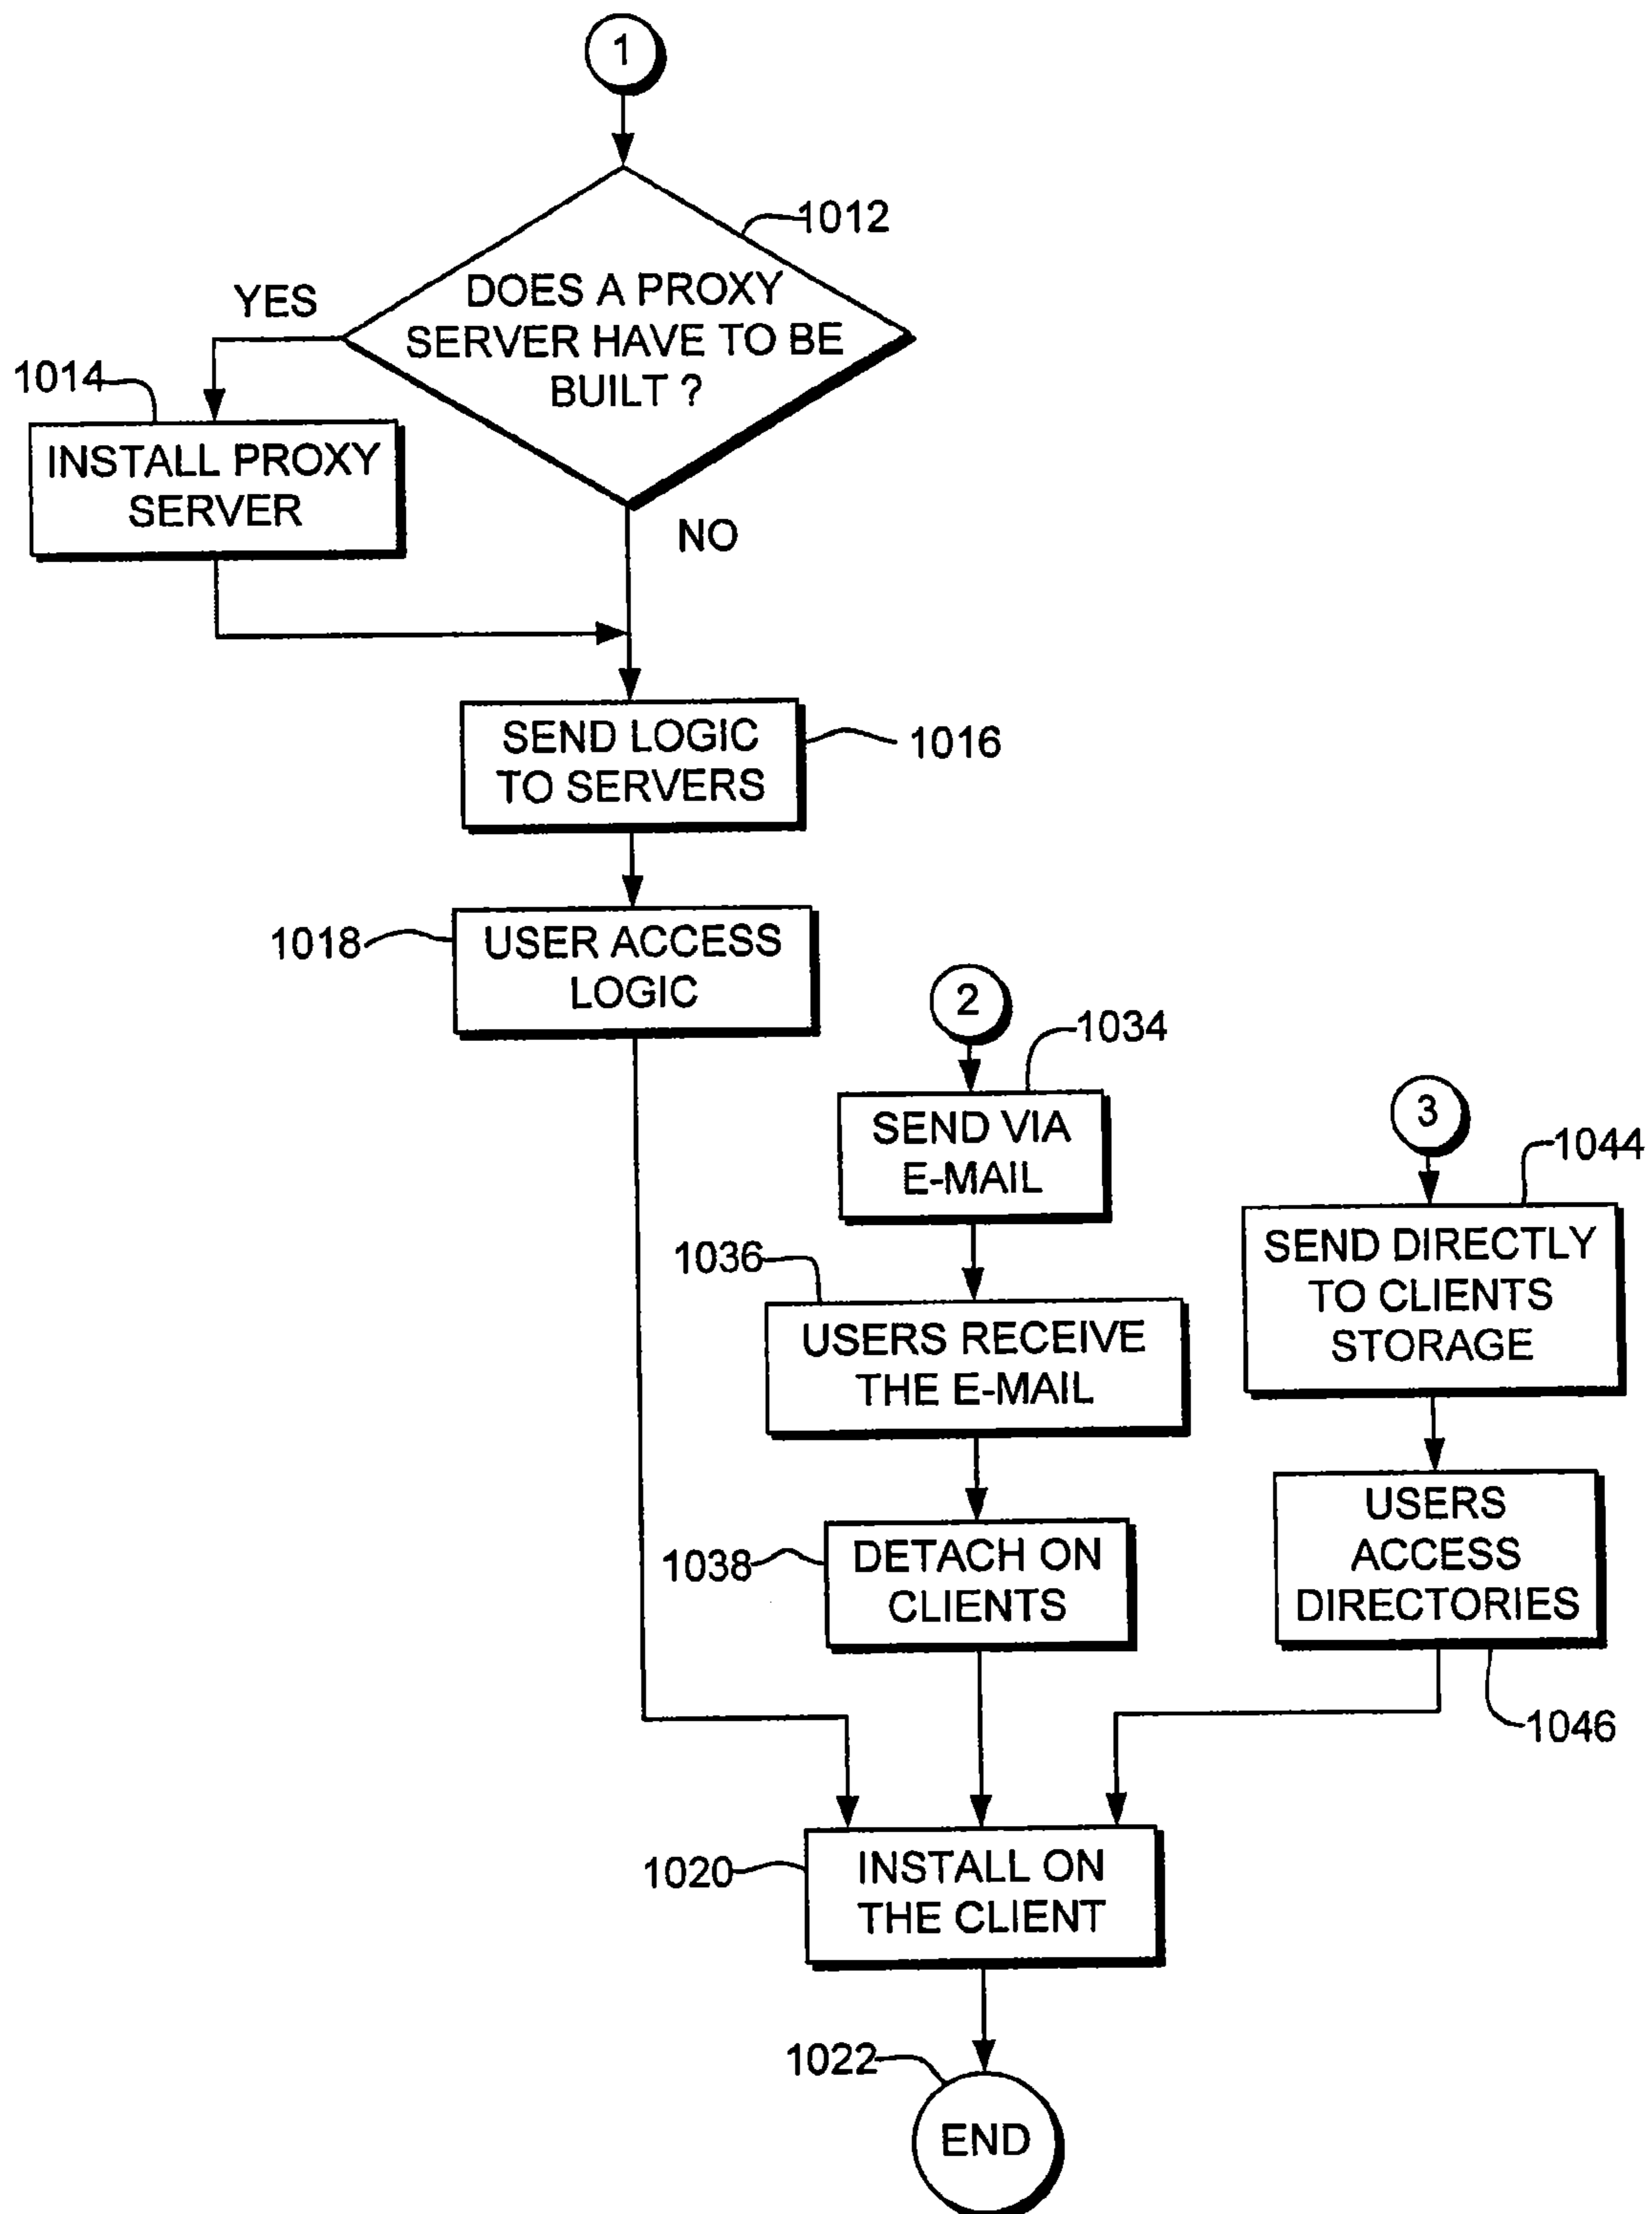 1
1012
DOES A PROXY
SERVER HAVE TO BE
BUILT ?
YES
1014
INSTALL PROXY
SERVER
NO
SEND LOGIC
TO SERVERS
1016
1018
USER ACCESS
LOGIC
2
1034
SEND VIA
E-MAIL
3
1044
SEND DIRECTLY
TO CLIENTS
STORAGE
1036
USERS RECEIVE
THE E-MAIL
USERS
ACCESS
DIRECTORIES
1046
1038
DETACH ON
CLIENTS
1020
INSTALL ON
THE CLIENT
1022
END